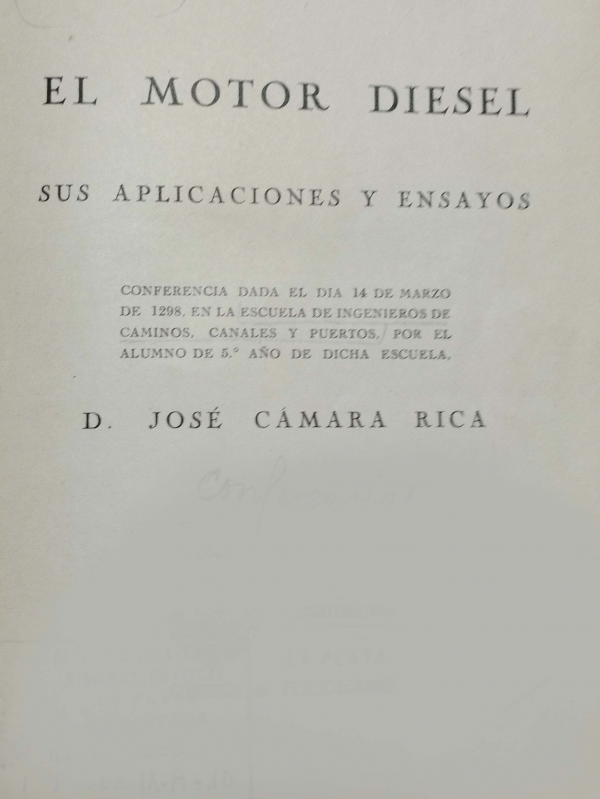 EL MOTOR DIESEL
SUS APLICACIONES Y ENSAYOS
CONFERENCIA DADA EL DIA 14 DE MARZO
DE 1298, EN LA ESCUELA DE INGENIEROS DE
CAMINOS, CANALES Y PUERTOS, POR EL
ALUMNO DE 5.º AÑO DE DICHA ESCUELA,
D. JOSÉ CÁMARA RICA